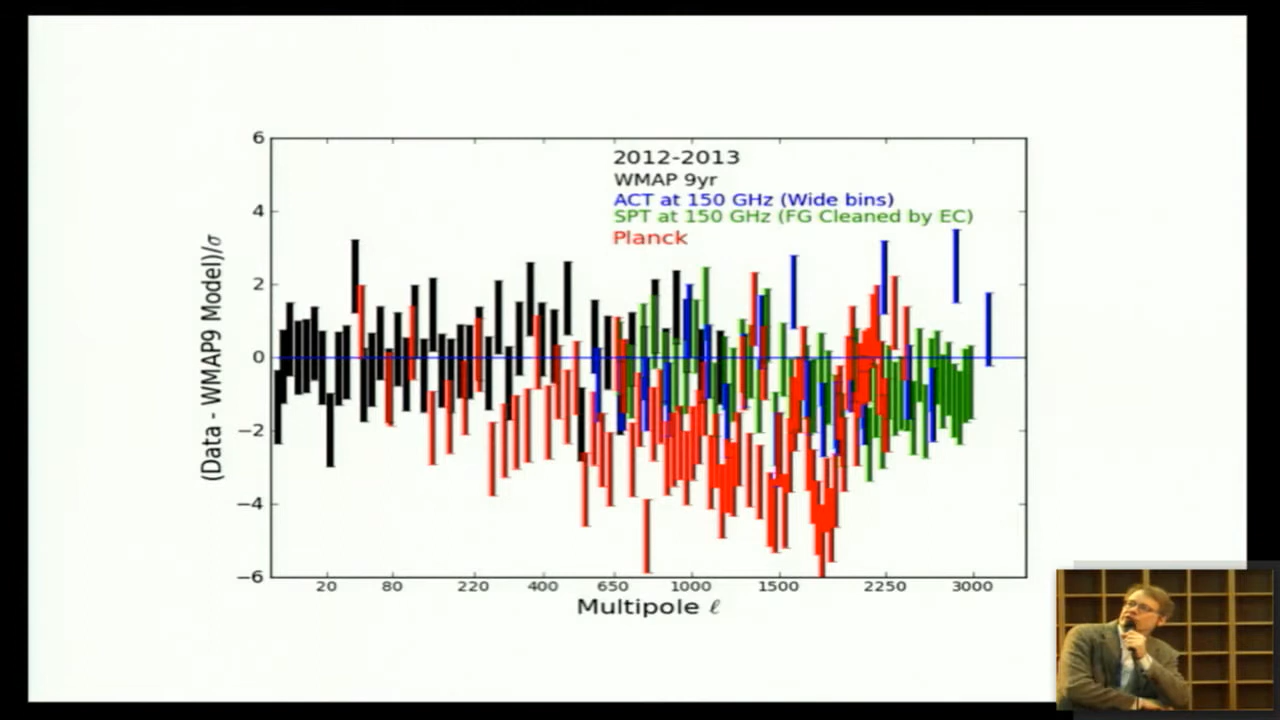 6
4
2
0
−2
−4
−6
(Data - WMAP9 Model)/σ
2012-2013
WMAP 9yr
ACT at 150 GHz (Wide bins)
SPT at 150 GHz (FG Cleaned by EC)
Planck
20 80 220 400 650 1000 1500 2250 3000
Multipole ℓ